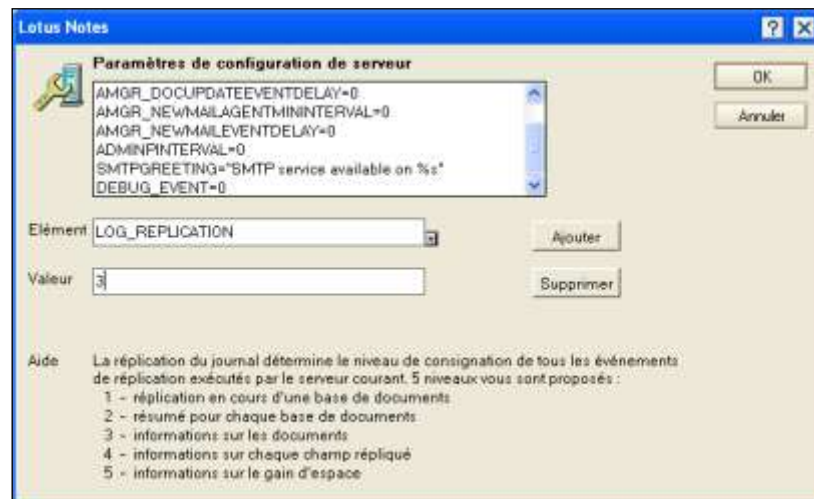 Lotus Notes
Paramètres de configuration de serveur
AMGR_DOCUPDATEEVENTDELAY=0
AMGR_NEWMAILAGENTMININTERVAL=0
AMGR_NEWMAILEVENTDELAY=0
ADMINPINTERVAL=0
SMTPGREETING="SMTP service available on %s"
DEBUG_EVENT=0
OK
Annuler
Elément LOG_REPLICATION
Ajouter
Valeur 3
Supprimer
Aide La réplication du journal détermine le niveau de consignation de tous les événements
de réplication exécutés par le serveur courant. 5 niveaux vous sont proposés :
1 - réplication en cours d'une base de documents
2 - résumé pour chaque base de documents
3 - informations sur les documents
4 - informations sur chaque champ répliqué
5 - informations sur le gain d'espace